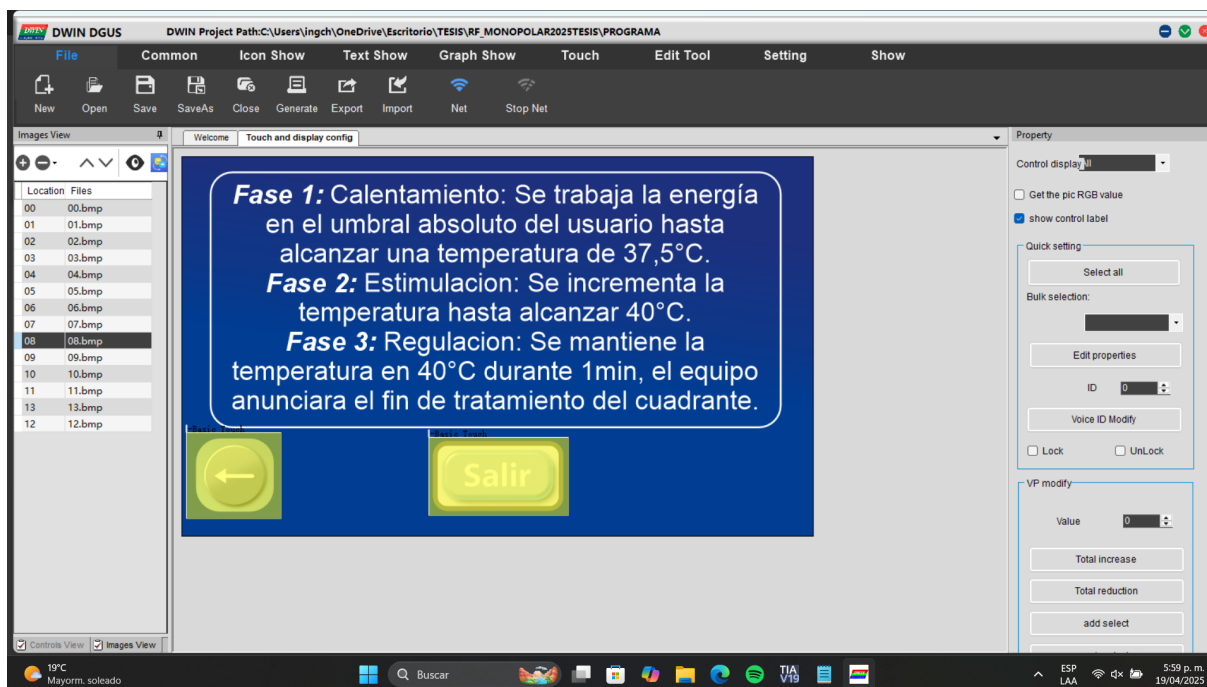 DWIN DGUS DWIN Project Path:C:\Users\ingch\OneDrive\Escritorio\TESIS\RF_MONOPOLAR2025TESIS\PROGRAMA
File Common Icon Show Text Show Graph Show Touch Edit Tool Setting Show
New Open Save SaveAs Close Generate Export Import Net Stop Net
Images View
Welcome Touch and display config
Property
Location Files
00 00.bmp
01 01.bmp
02 02.bmp
03 03.bmp
04 04.bmp
05 05.bmp
06 06.bmp
07 07.bmp
08 08.bmp
09 09.bmp
10 10.bmp
11 11.bmp
13 13.bmp
12 12.bmp
Controls View Images View
Fase 1: Calentamiento: Se trabaja la energía
en el umbral absoluto del usuario hasta
alcanzar una temperatura de 37,5°C.
Fase 2: Estimulacion: Se incrementa la
temperatura hasta alcanzar 40°C.
Fase 3: Regulacion: Se mantiene la
temperatura en 40°C durante 1min, el equipo
anunciara el fin de tratamiento del cuadrante.
Basic Touch
Basic Touch
Salir
Control display
Get the pic RGB value
show control label
Quick setting
Select all
Bulk selection:
Edit properties
ID 0
Voice ID Modify
Lock UnLock
VP modify
Value 0
Total increase
Total reduction
add select
19°C
Mayorm. soleado
Buscar
TIA
V19
ESP
LAA
5:59 p. m.
19/04/2025